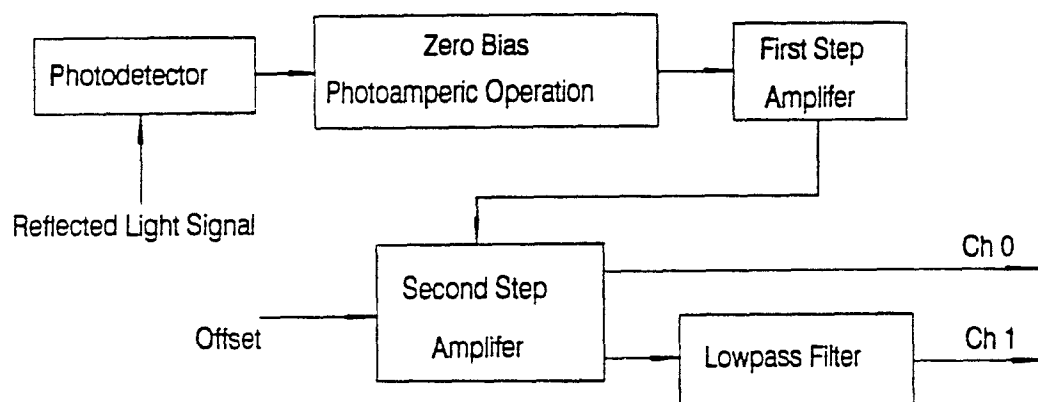 Photodetector
Zero Bias
Photoamperic Operation
First Step
Amplifer
Reflected Light Signal
Second Step
Amplifer
Offset
Ch 0
Lowpass Filter
Ch 1